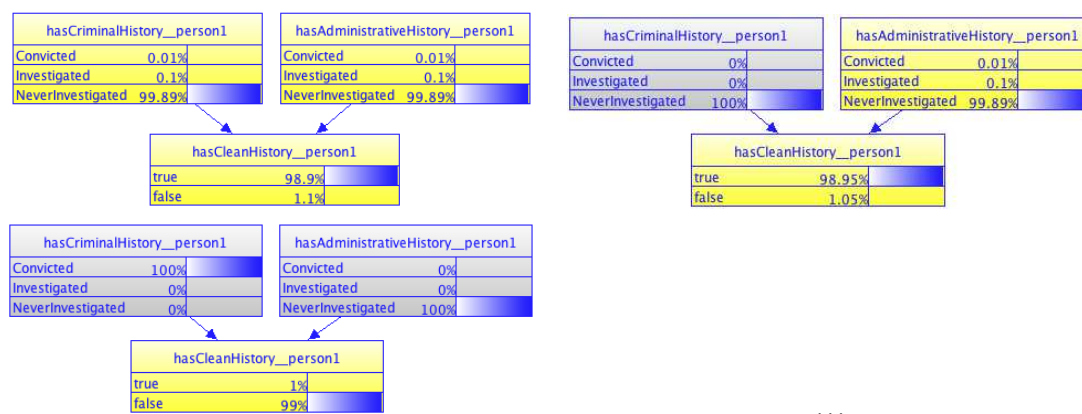 hasCriminalHistory__person1
Convicted 0.01%
Investigated 0.1%
NeverInvestigated 99.89%
hasAdministrativeHistory__person1
Convicted 0.01%
Investigated 0.1%
NeverInvestigated 99.89%
hasCleanHistory__person1
true 98.9%
false 1.1%
hasCriminalHistory__person1
Convicted 0%
Investigated 0%
NeverInvestigated 100%
hasAdministrativeHistory__person1
Convicted 0.01%
Investigated 0.1%
NeverInvestigated 99.89%
hasCleanHistory__person1
true 98.95%
false 1.05%
hasCriminalHistory__person1
Convicted 100%
Investigated 0%
NeverInvestigated 0%
hasAdministrativeHistory__person1
Convicted 0%
Investigated 0%
NeverInvestigated 100%
hasCleanHistory__person1
true 1%
false 99%
...